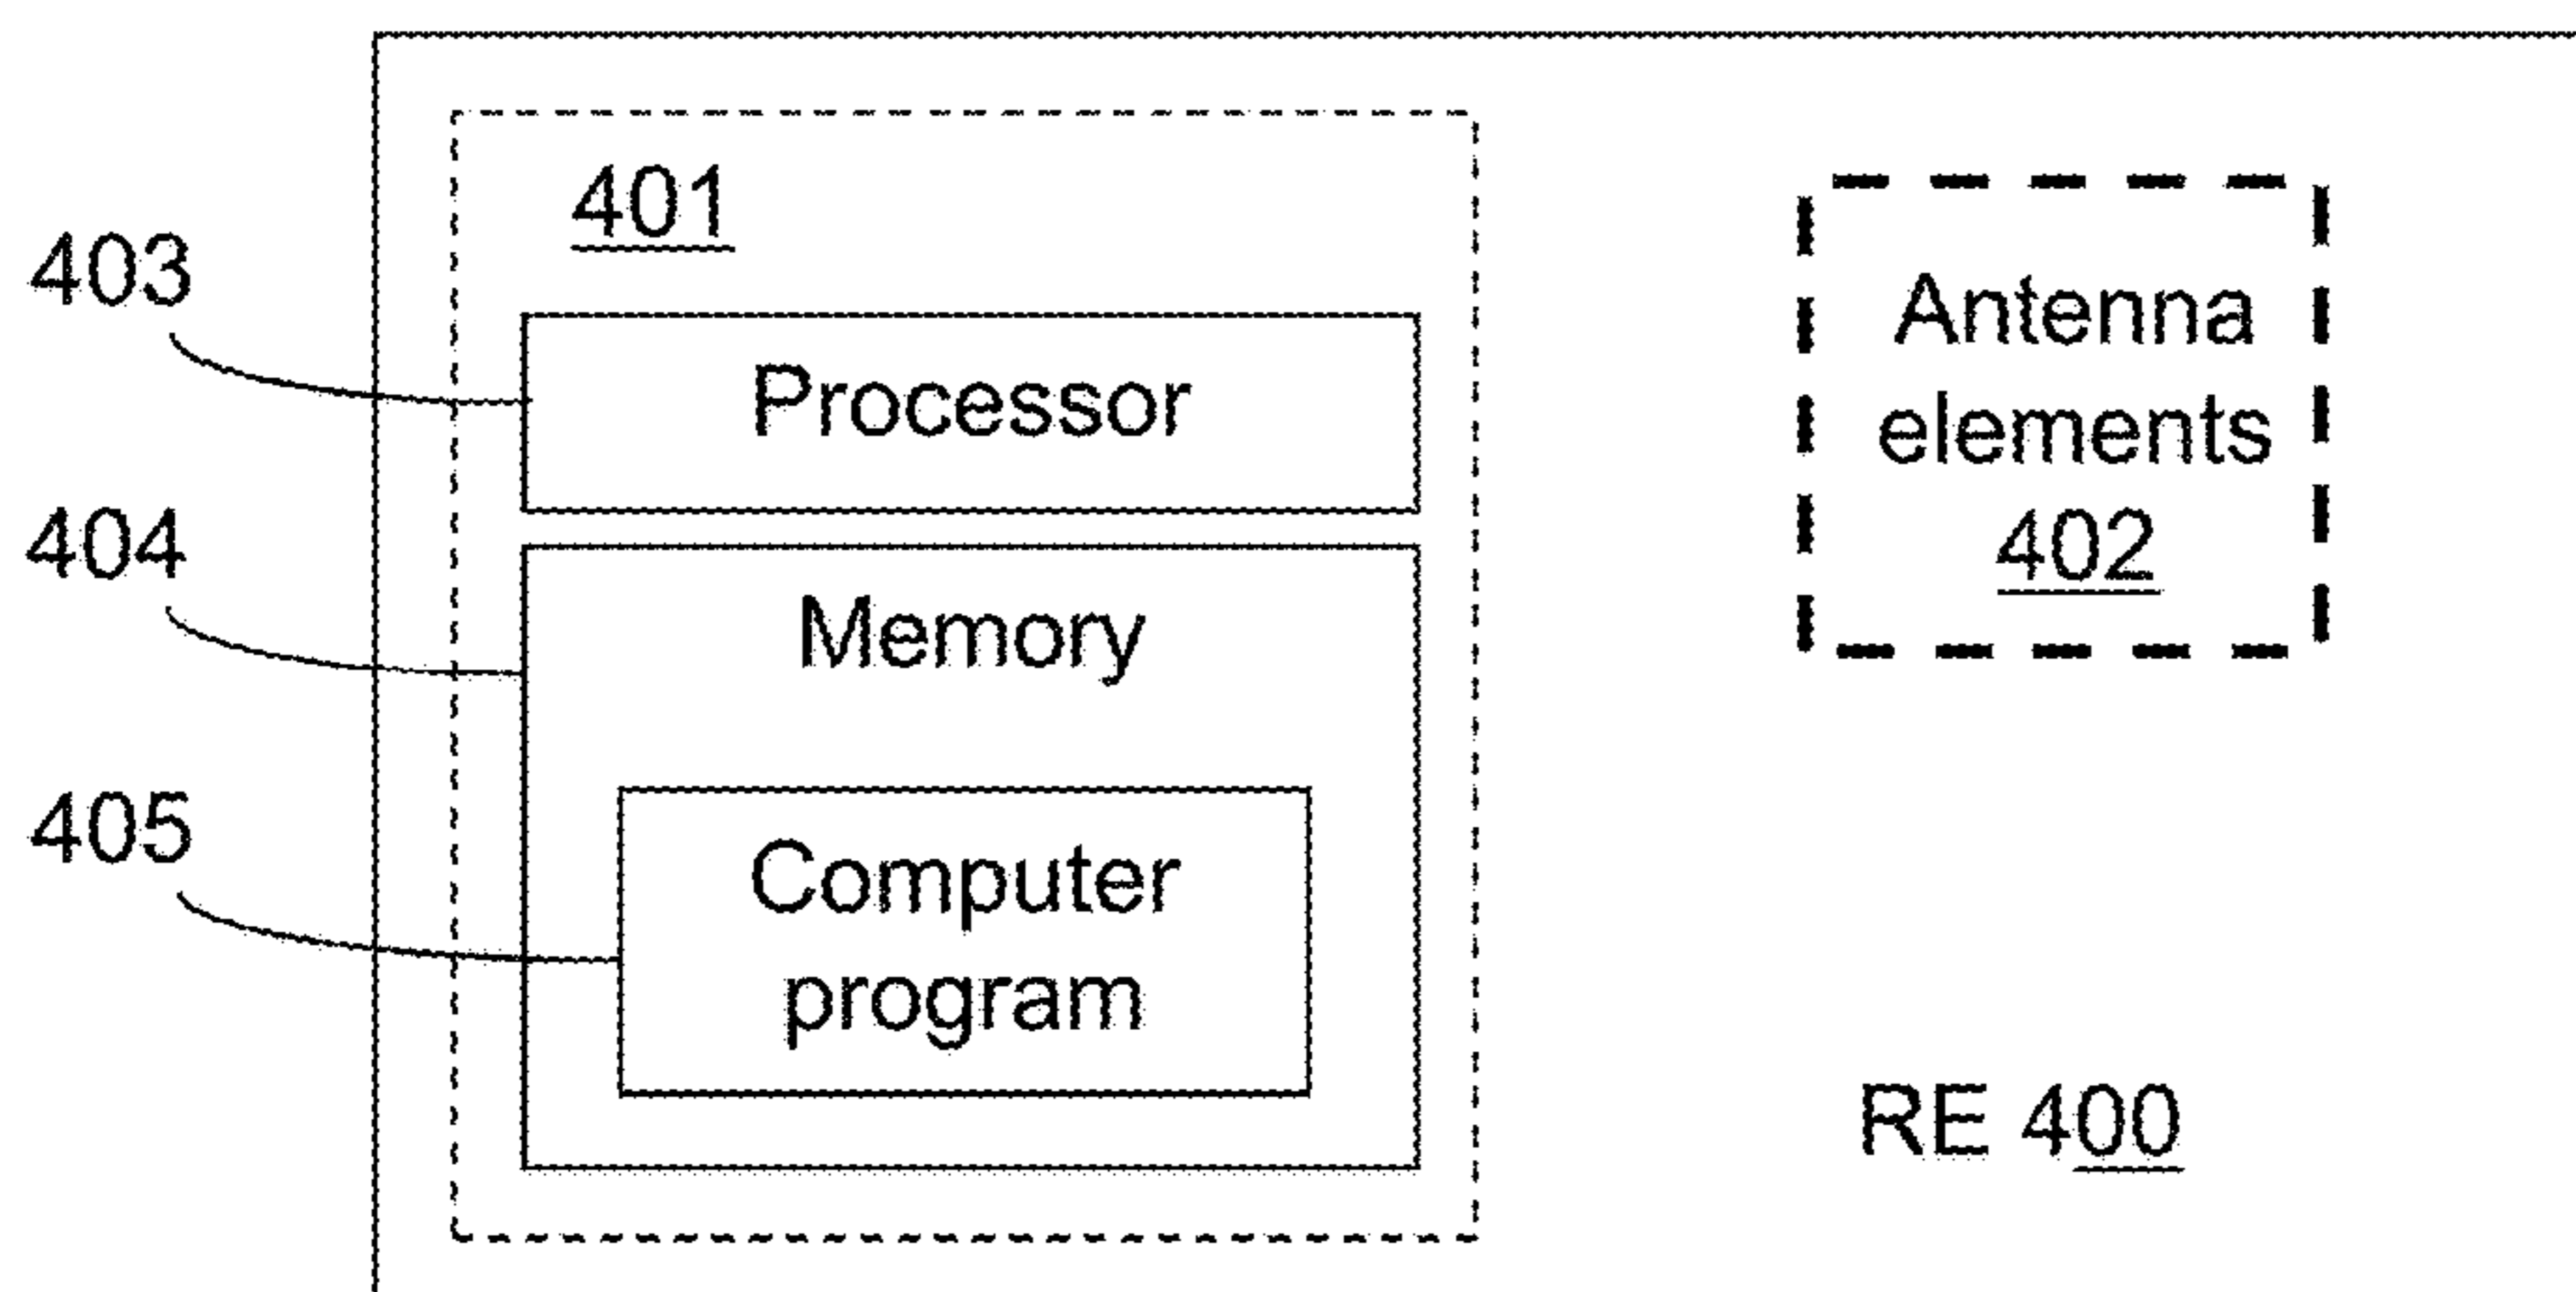 401
403
Processor
404
Memory
405
Computer
program
Antenna
elements
402
RE 400